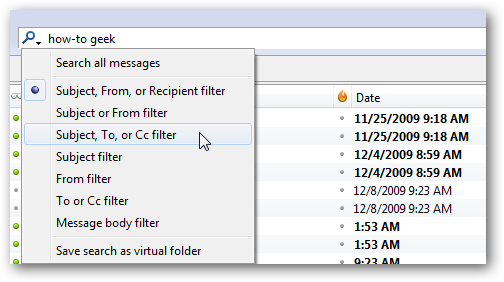 how-to geek
Search all messages
Subject, From, or Recipient filter
Subject or From filter
Subject, To, or Cc filter
Subject filter
From filter
To or Cc filter
Message body filter
Save search as virtual folder
Date
11/25/2009 9:18 AM
11/25/2009 9:18 AM
12/4/2009 8:59 AM
12/4/2009 8:59 AM
12/8/2009 9:23 AM
12/8/2009 9:23 AM
1:53 AM
1:53 AM
9:23 AM